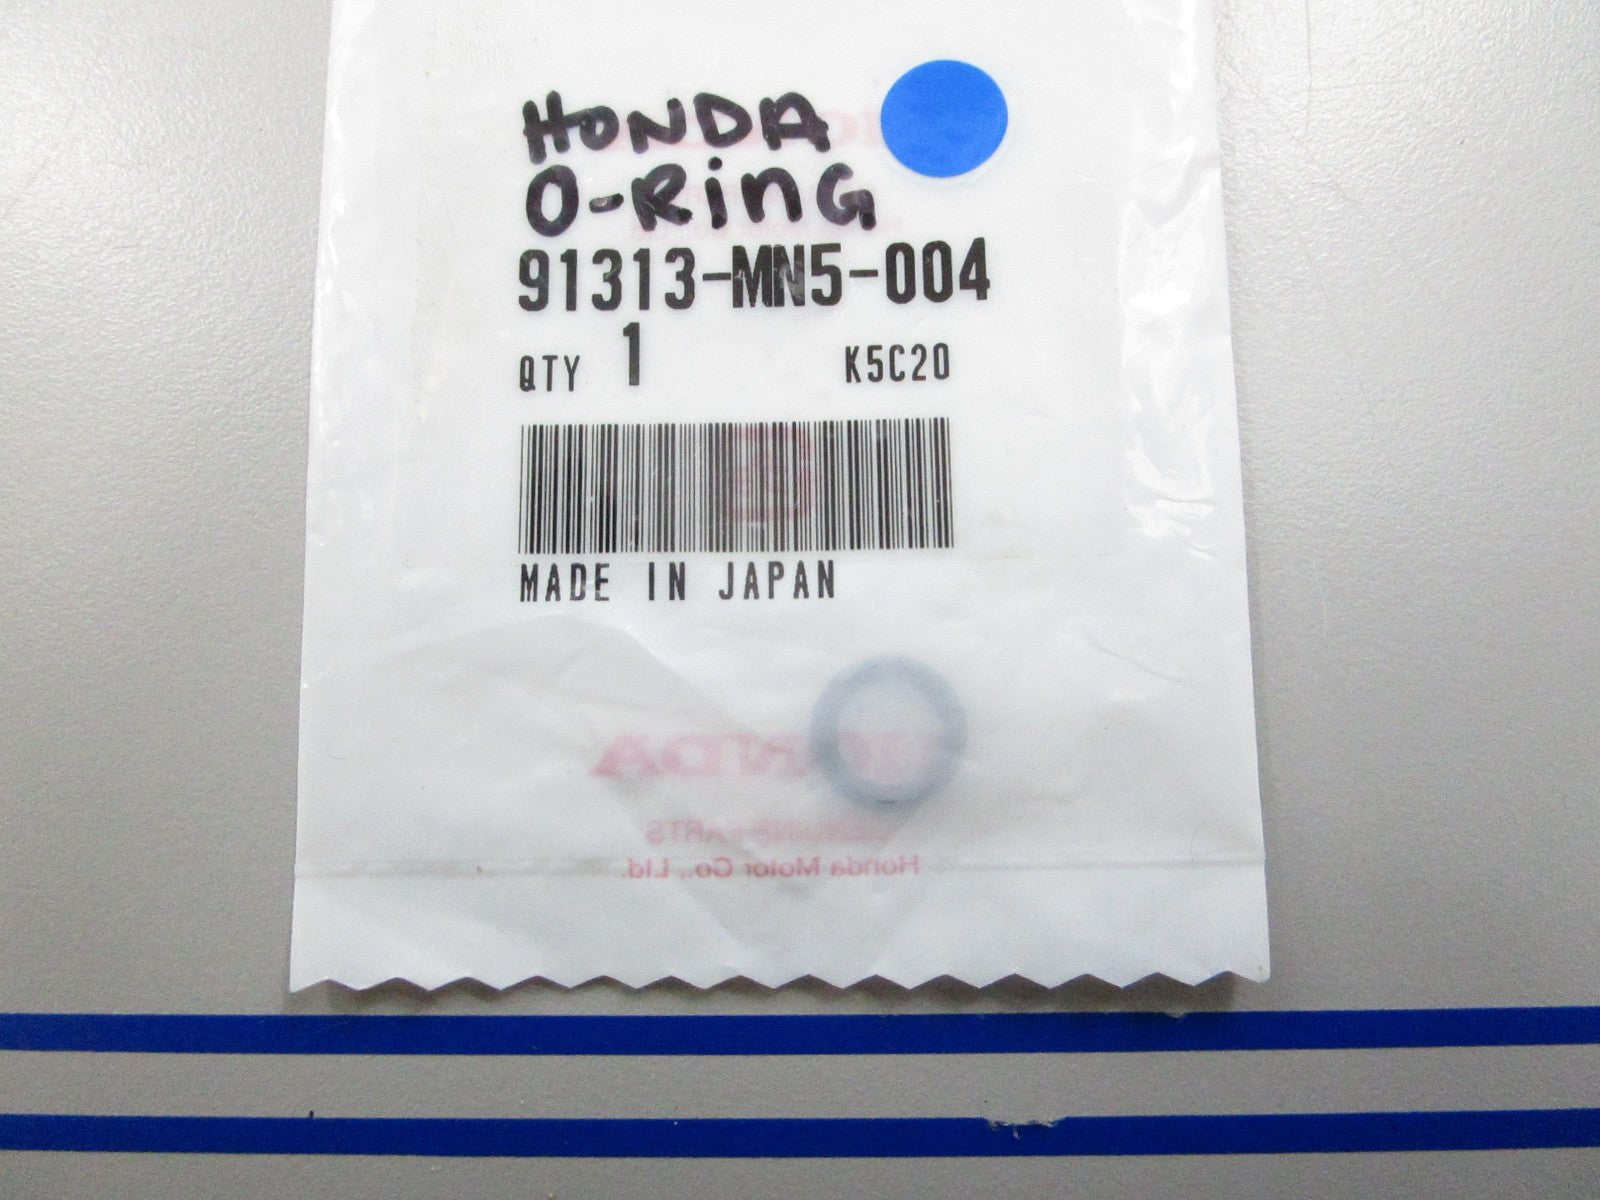 HONDA
O-RiNG
91313-MN5-004
QTY 1 K5C20
MADE IN JAPAN
HONDA
GENUINE PARTS
Honda Motor Co., Ltd.